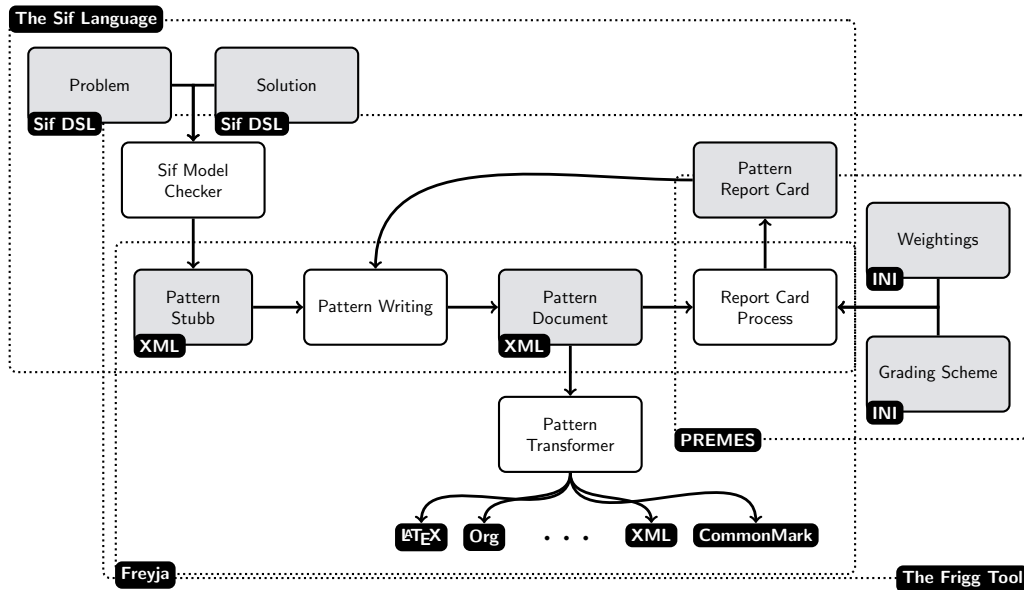 The Sif Language
Problem
Sif DSL
Solution
Sif DSL
Sif Model
Checker
Pattern
Report Card
Weightings
INI
Pattern
Stubb
XML
Pattern Writing
Pattern
Document
XML
Report Card
Process
Grading Scheme
INI
PREMES
Pattern
Transformer
LATEX
Org
. . .
XML
CommonMark
Freyja
The Frigg Tool